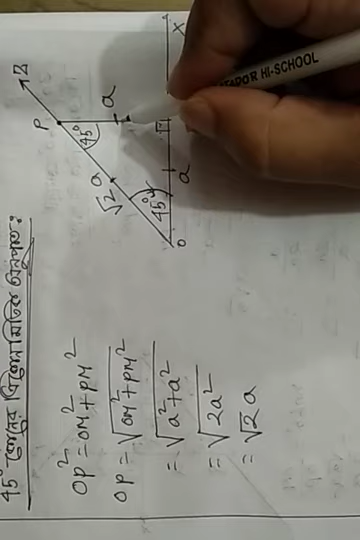 45° কোণের ত্রিকোণমিতিক অনুপাত:
OP² = OM² + PM²
OP = √OM² + PM²
= √a² + a²
= √2a²
= √2 a
Z
P
45°
a
√2 a
45°
O
a
X
HI-SCHOOL